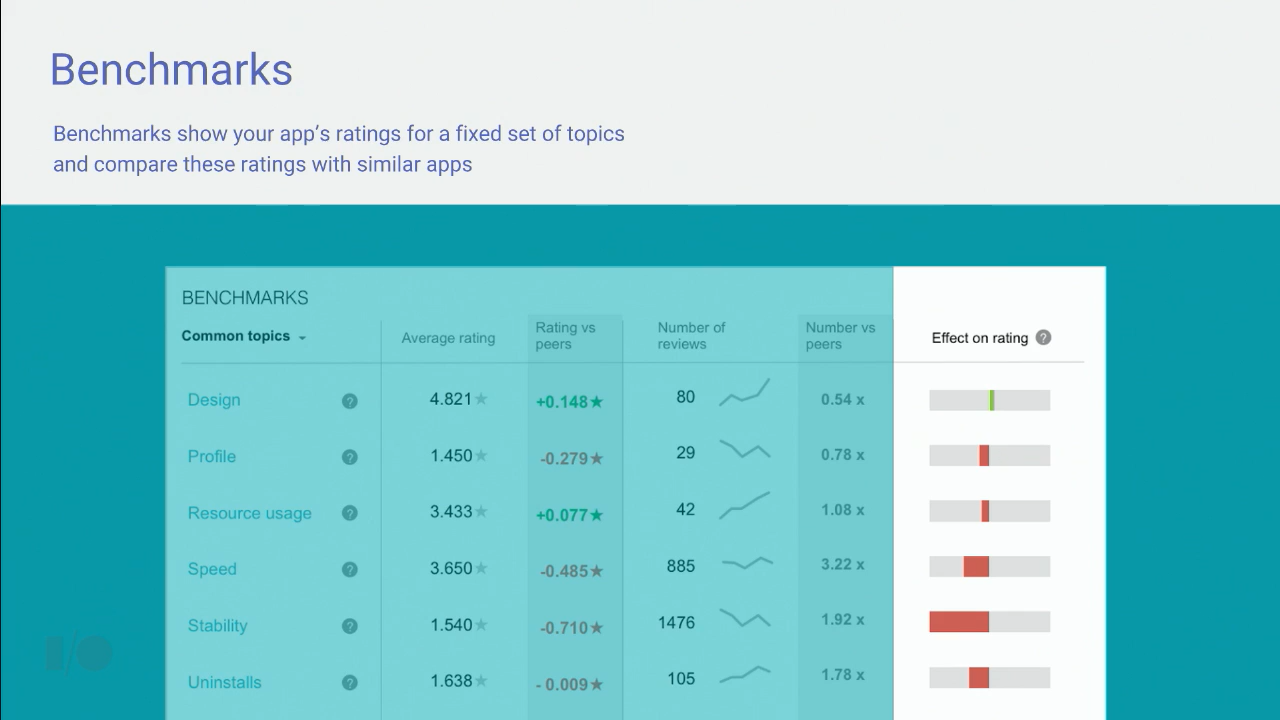 Benchmarks
Benchmarks show your app's ratings for a fixed set of topics
and compare these ratings with similar apps
BENCHMARKS
Common topics
Average rating
Rating vs
peers
Number of
reviews
Number vs
peers
Effect on rating ?
Design ? 4.821★ +0.148★ 80 0.54 x
Profile ? 1.450★ -0.279★ 29 0.78 x
Resource usage ? 3.433★ +0.077★ 42 1.08 x
Speed ? 3.650★ -0.485★ 885 3.22 x
Stability ? 1.540★ -0.710★ 1476 1.92 x
Uninstalls ? 1.638★ - 0.009★ 105 1.78 x
I/O